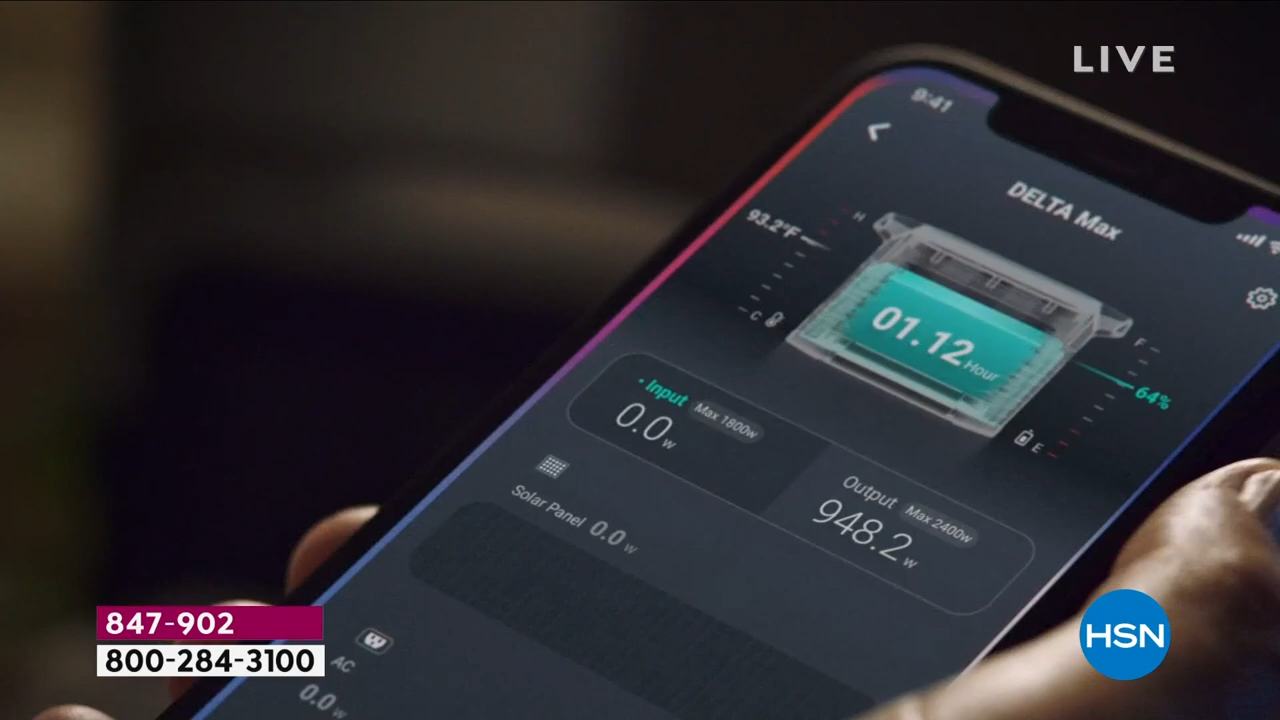 LIVE
9:41
DELTA Max
93.2°F
H
C
01.12 Hour
F
64%
E
Input Max 1800w
0.0w
Output Max 2400w
948.2w
Solar Panel 0.0w
AC
0.0w
847-902
800-284-3100
HSN